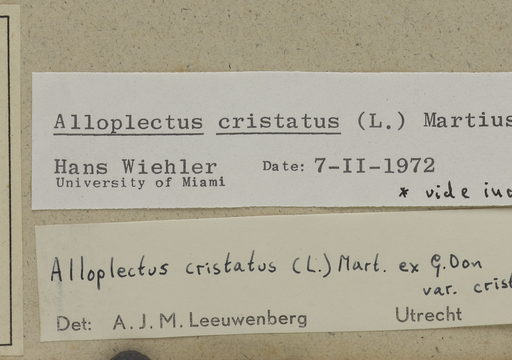 Alloplectus cristatus (L.) Martius
Hans Wiehler Date: 7-II-1972
University of Miami
* vide
Alloplectus cristatus (L.) Mart. ex G.Don
var.
Det: A.J.M. Leeuwenberg Utrecht